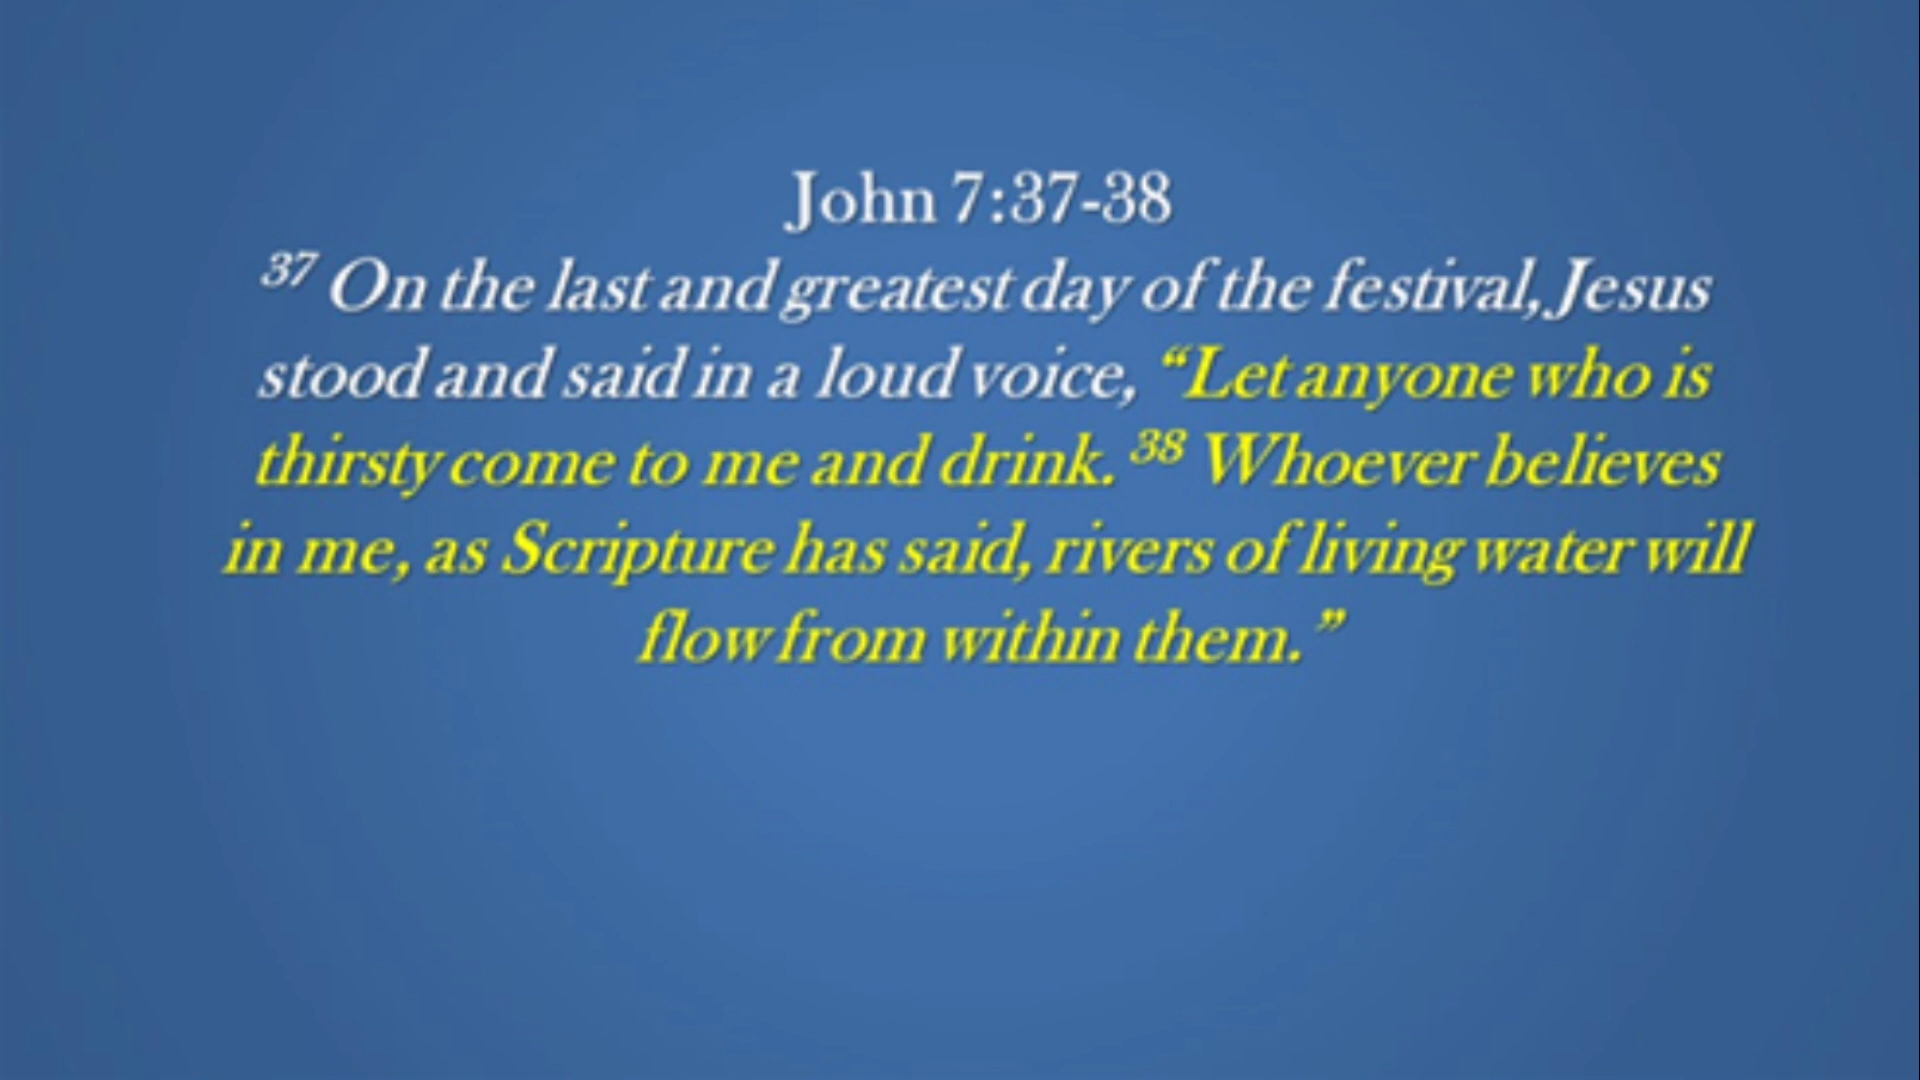 John 7:37-38
37 On the last and greatest day of the festival, Jesus
stood and said in a loud voice, “Let anyone who is
thirsty come to me and drink. 38 Whoever believes
in me, as Scripture has said, rivers of living water will
flow from within them.”